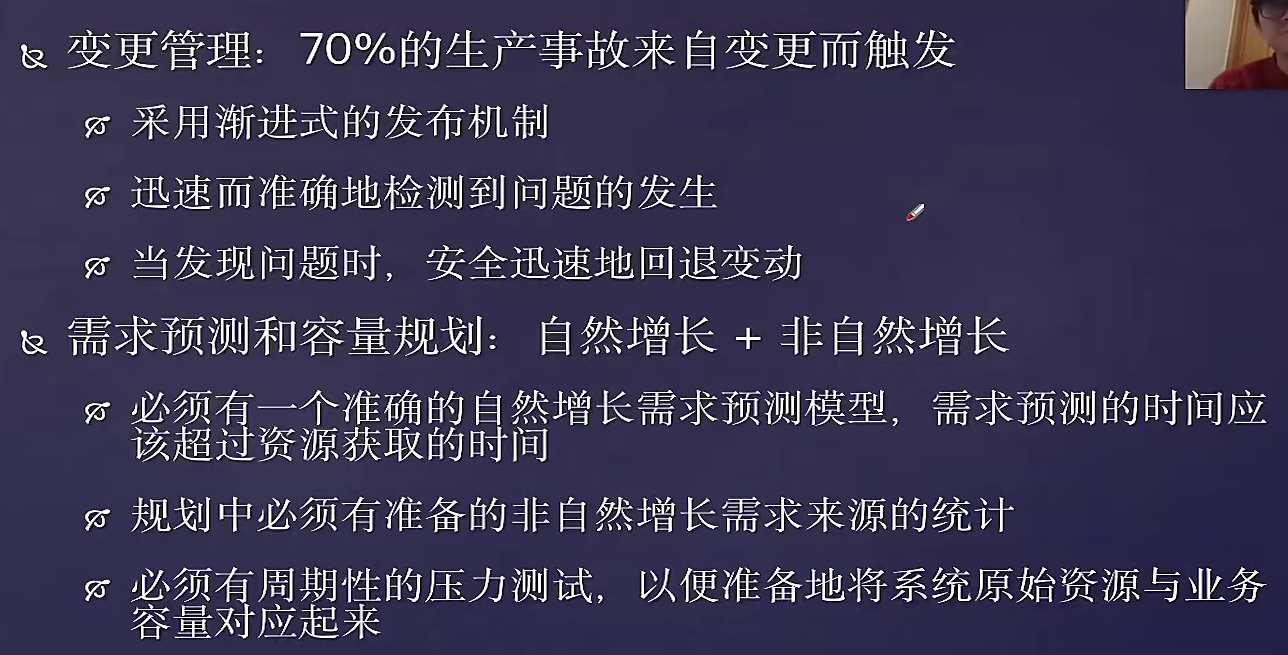 变更管理：70%的生产事故来自变更而触发
采用渐进式的发布机制
迅速而准确地检测到问题的发生
当发现问题时，安全迅速地回退变动
需求预测和容量规划：自然增长 + 非自然增长
必须有一个准确的自然增长需求预测模型，需求预测的时间应
该超过资源获取的时间
规划中必须有准备的非自然增长需求来源的统计
必须有周期性的压力测试，以便准备地将系统原始资源与业务
容量对应起来